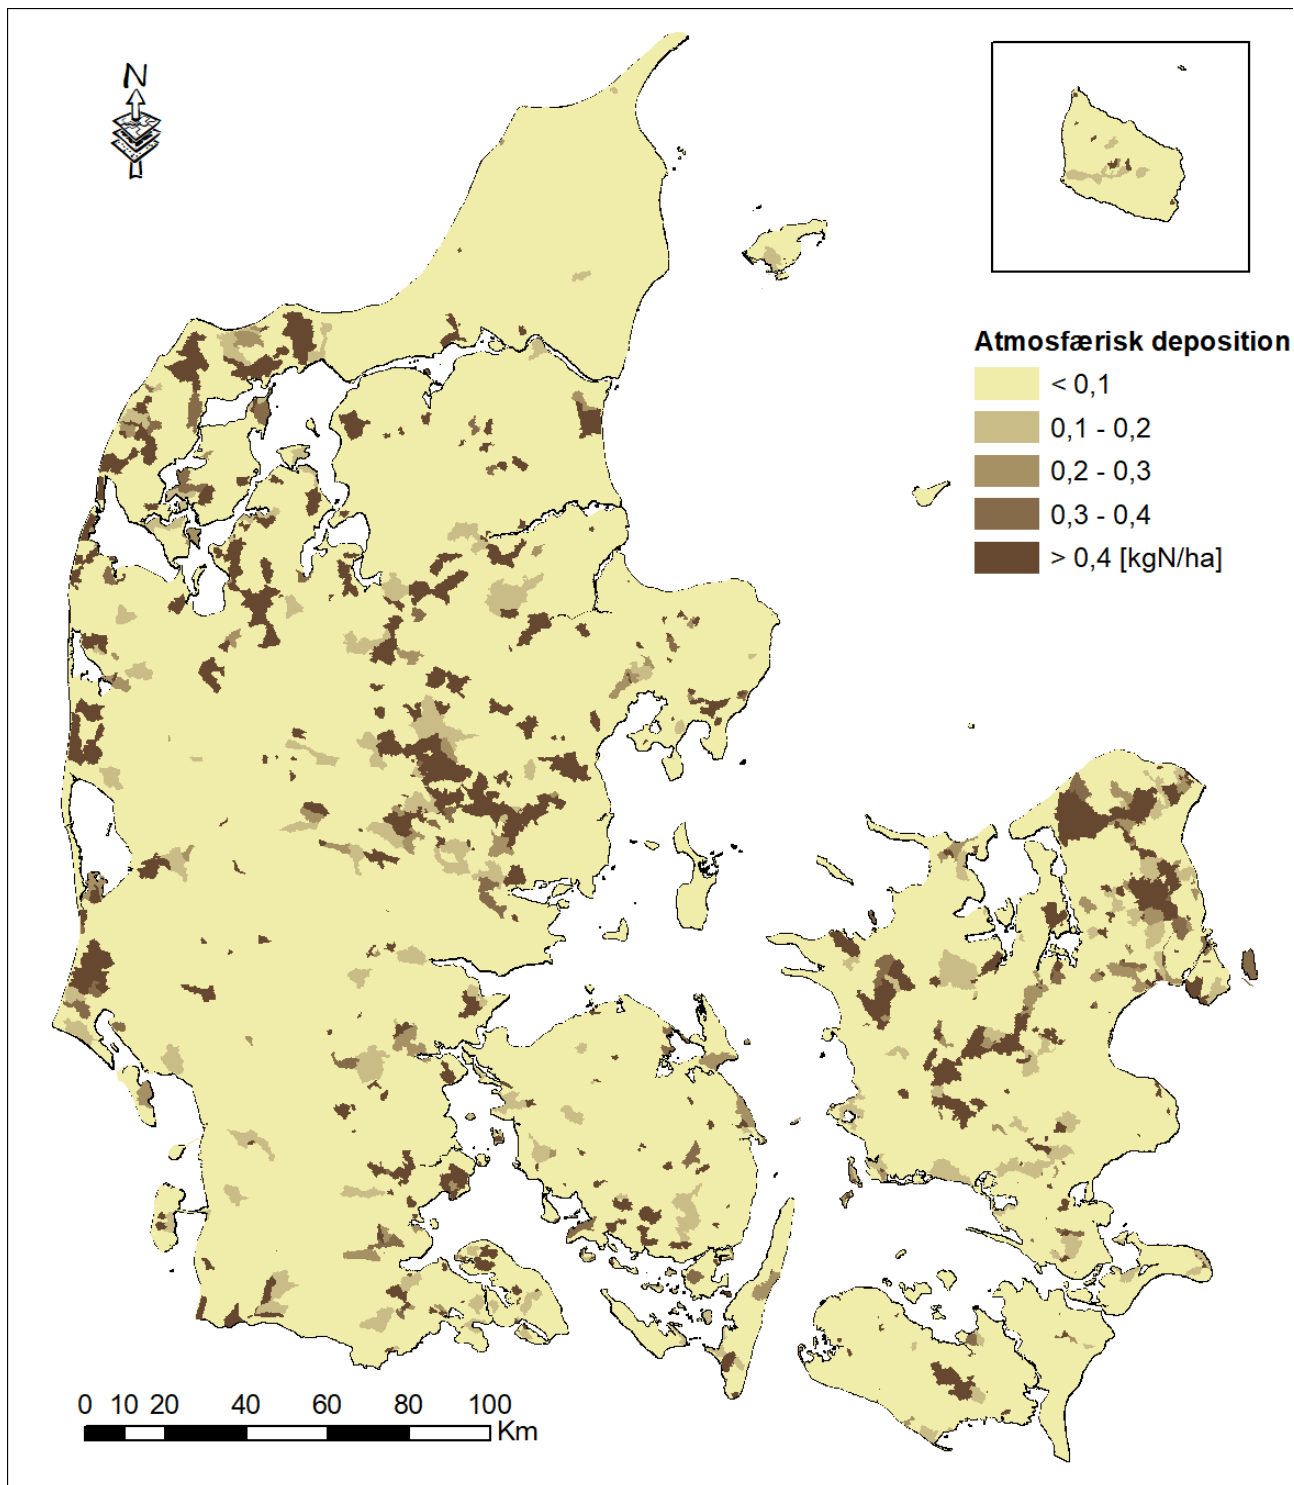 N
Atmosfærisk deposition
< 0,1
0,1 - 0,2
0,2 - 0,3
0,3 - 0,4
> 0,4 [kgN/ha]
0 10 20 40 60 80 100
Km